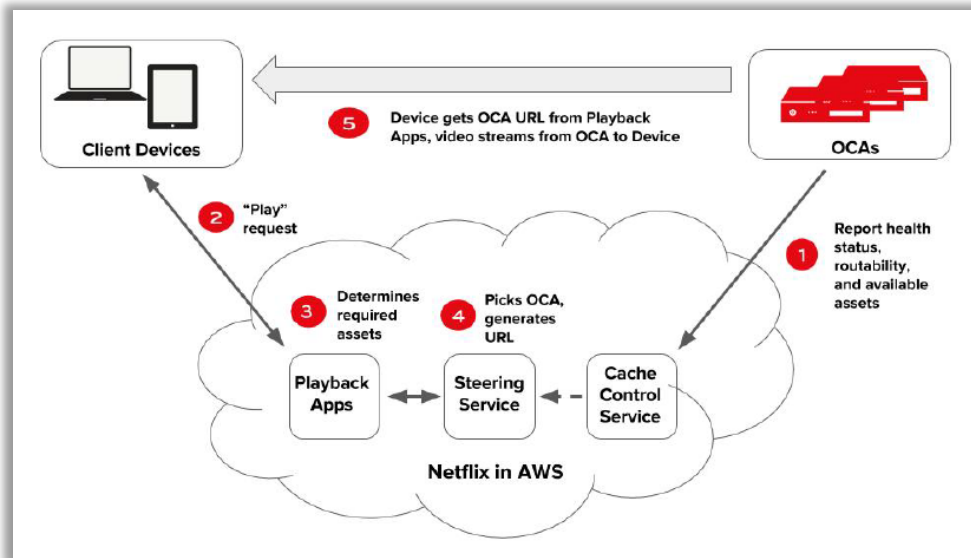 Client Devices
OCAs
5
Device gets OCA URL from Playback
Apps, video streams from OCA to Device
2
"Play"
request
1
Report health
status,
routability,
and available
assets
3
Determines
required
assets
4
Picks OCA,
generates
URL
Playback
Apps
Steering
Service
Cache
Control
Service
Netflix in AWS